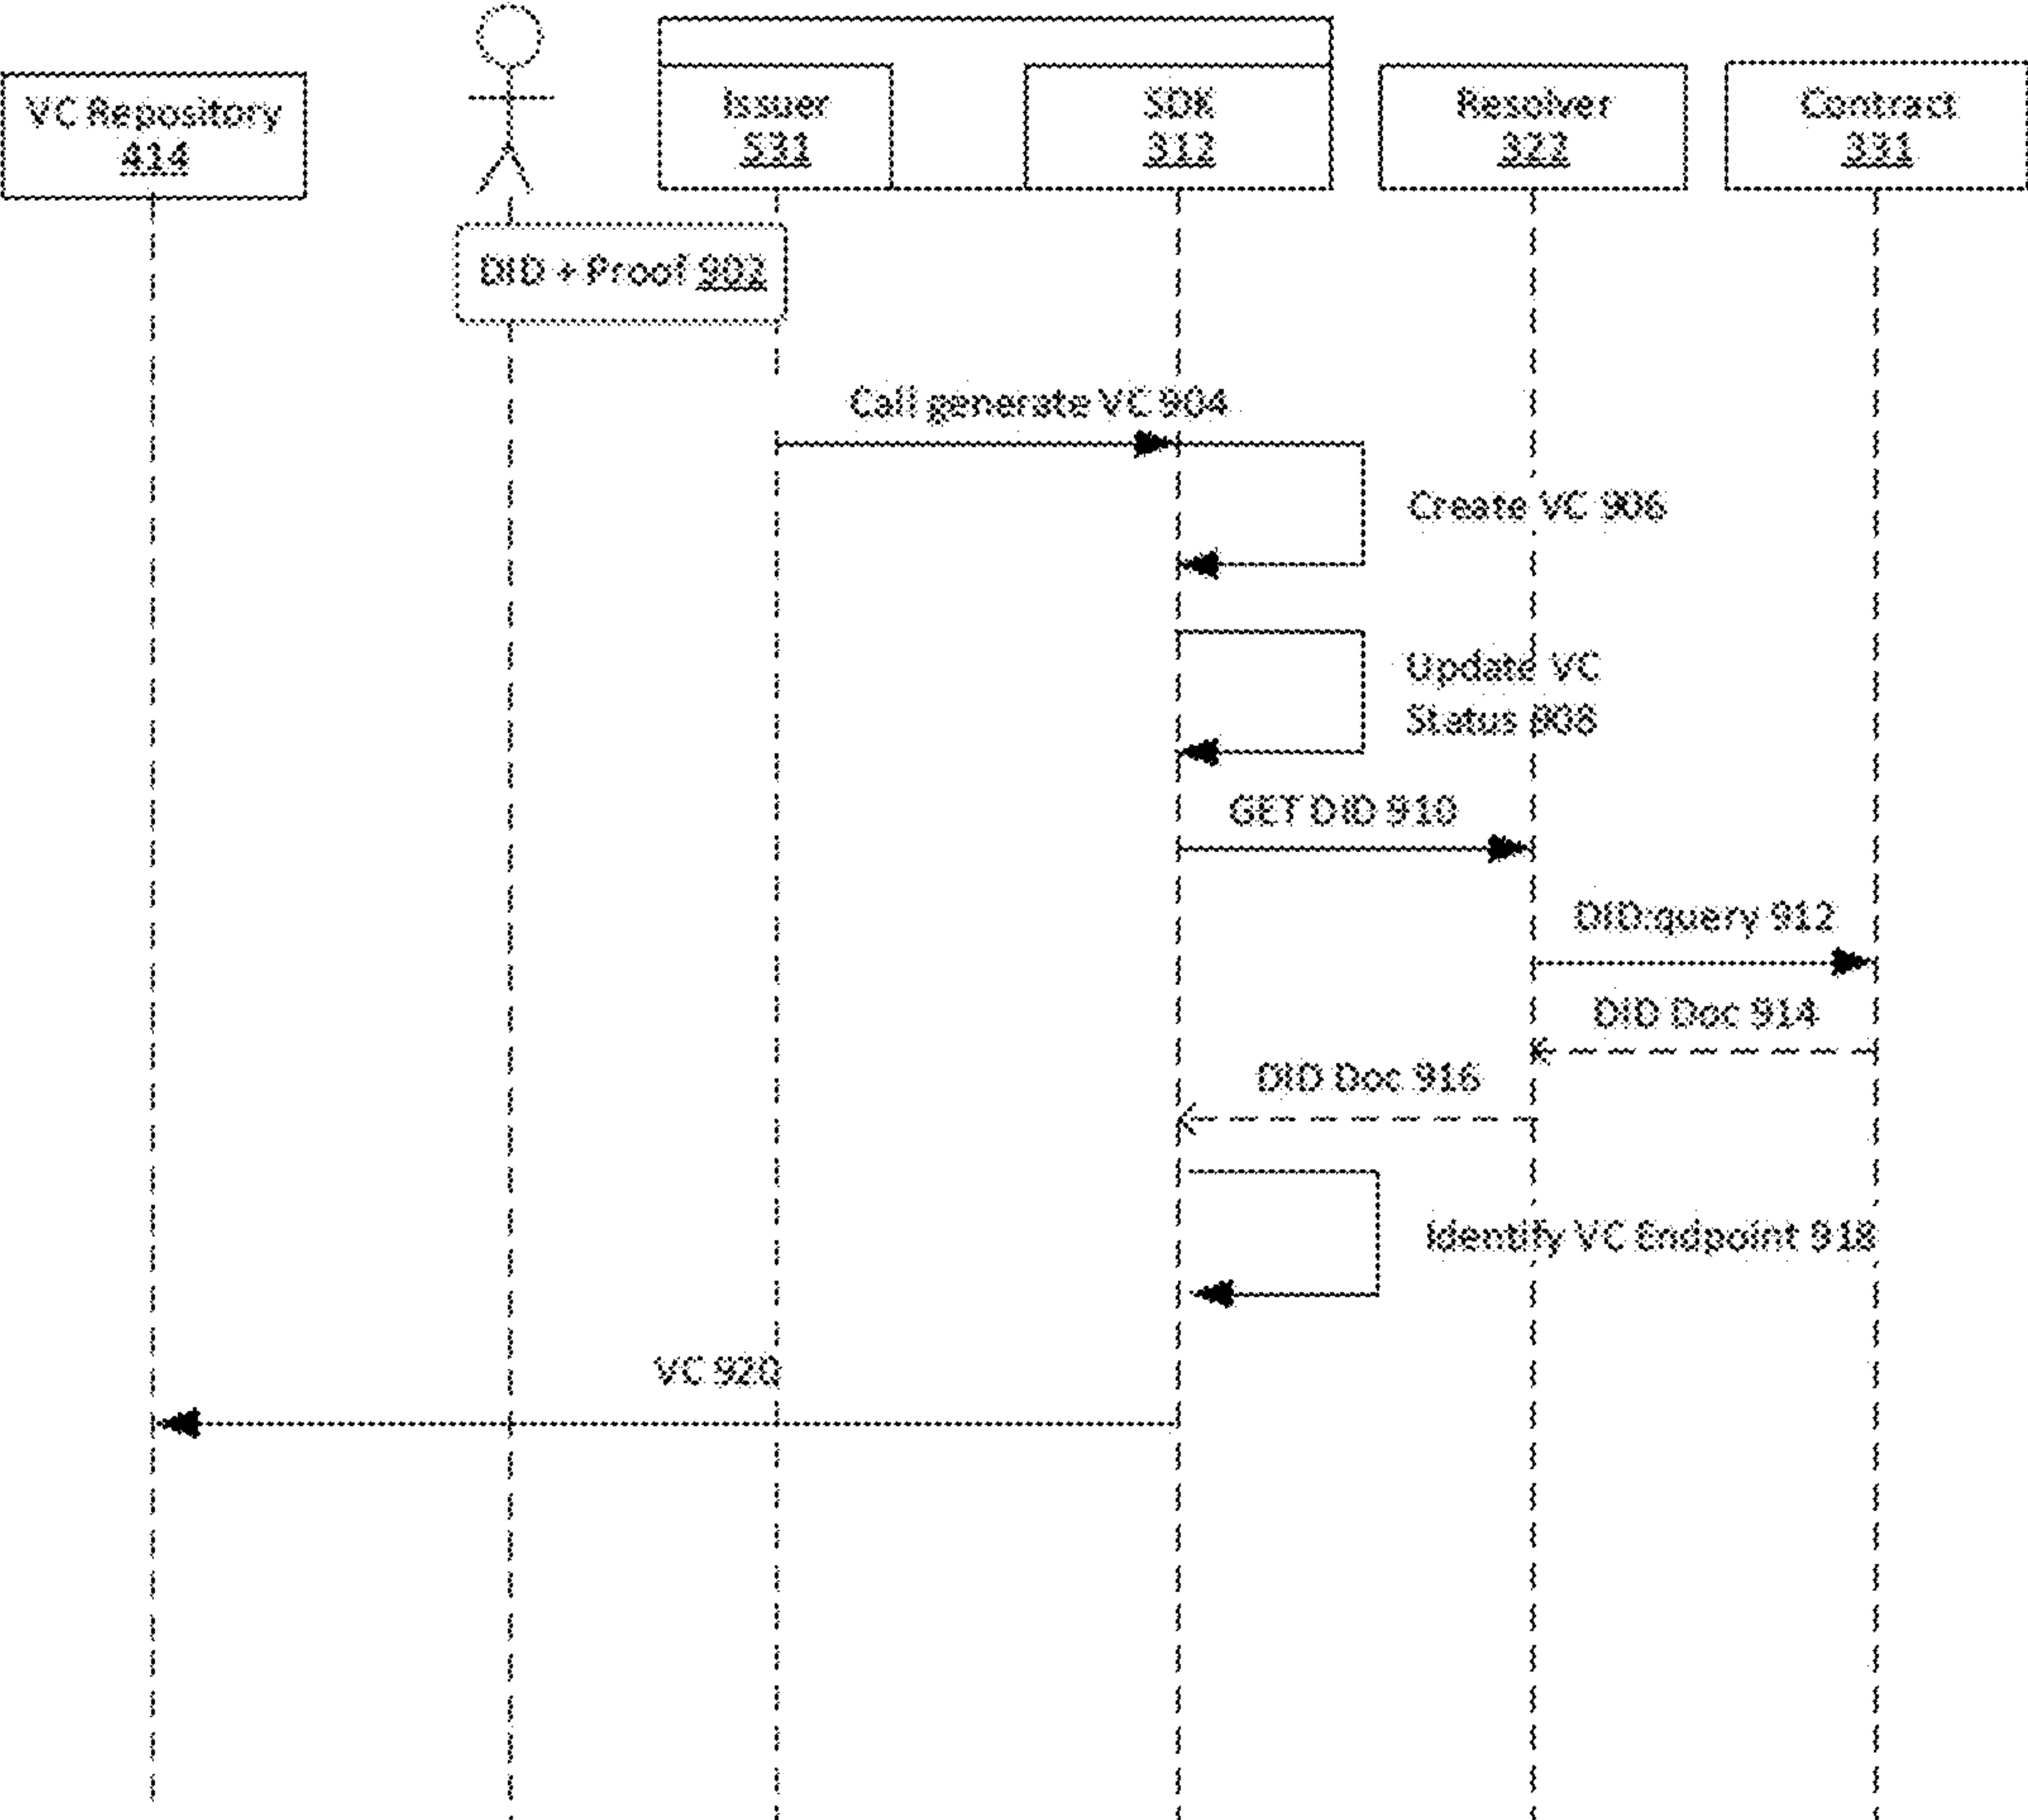 VC Repository
414
Issuer
531
SDK
312
Resolver
322
Contract
331
DID + Proof 902
Call generate VC 904
Create VC 906
Update VC
Status 908
GET DID 910
DID:query 912
DID Doc 914
DID Doc 916
Identify VC Endpoint 918
VC 920